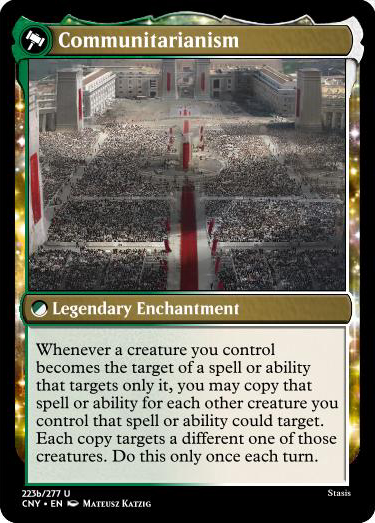 Communitarianism
Legendary Enchantment
Whenever a creature you control
becomes the target of a spell or ability
that targets only it, you may copy that
spell or ability for each other creature you
control that spell or ability could target.
Each copy targets a different one of those
creatures. Do this only once each turn.
223b/277 U
Stasis
CNY • EN Mateusz Katzig